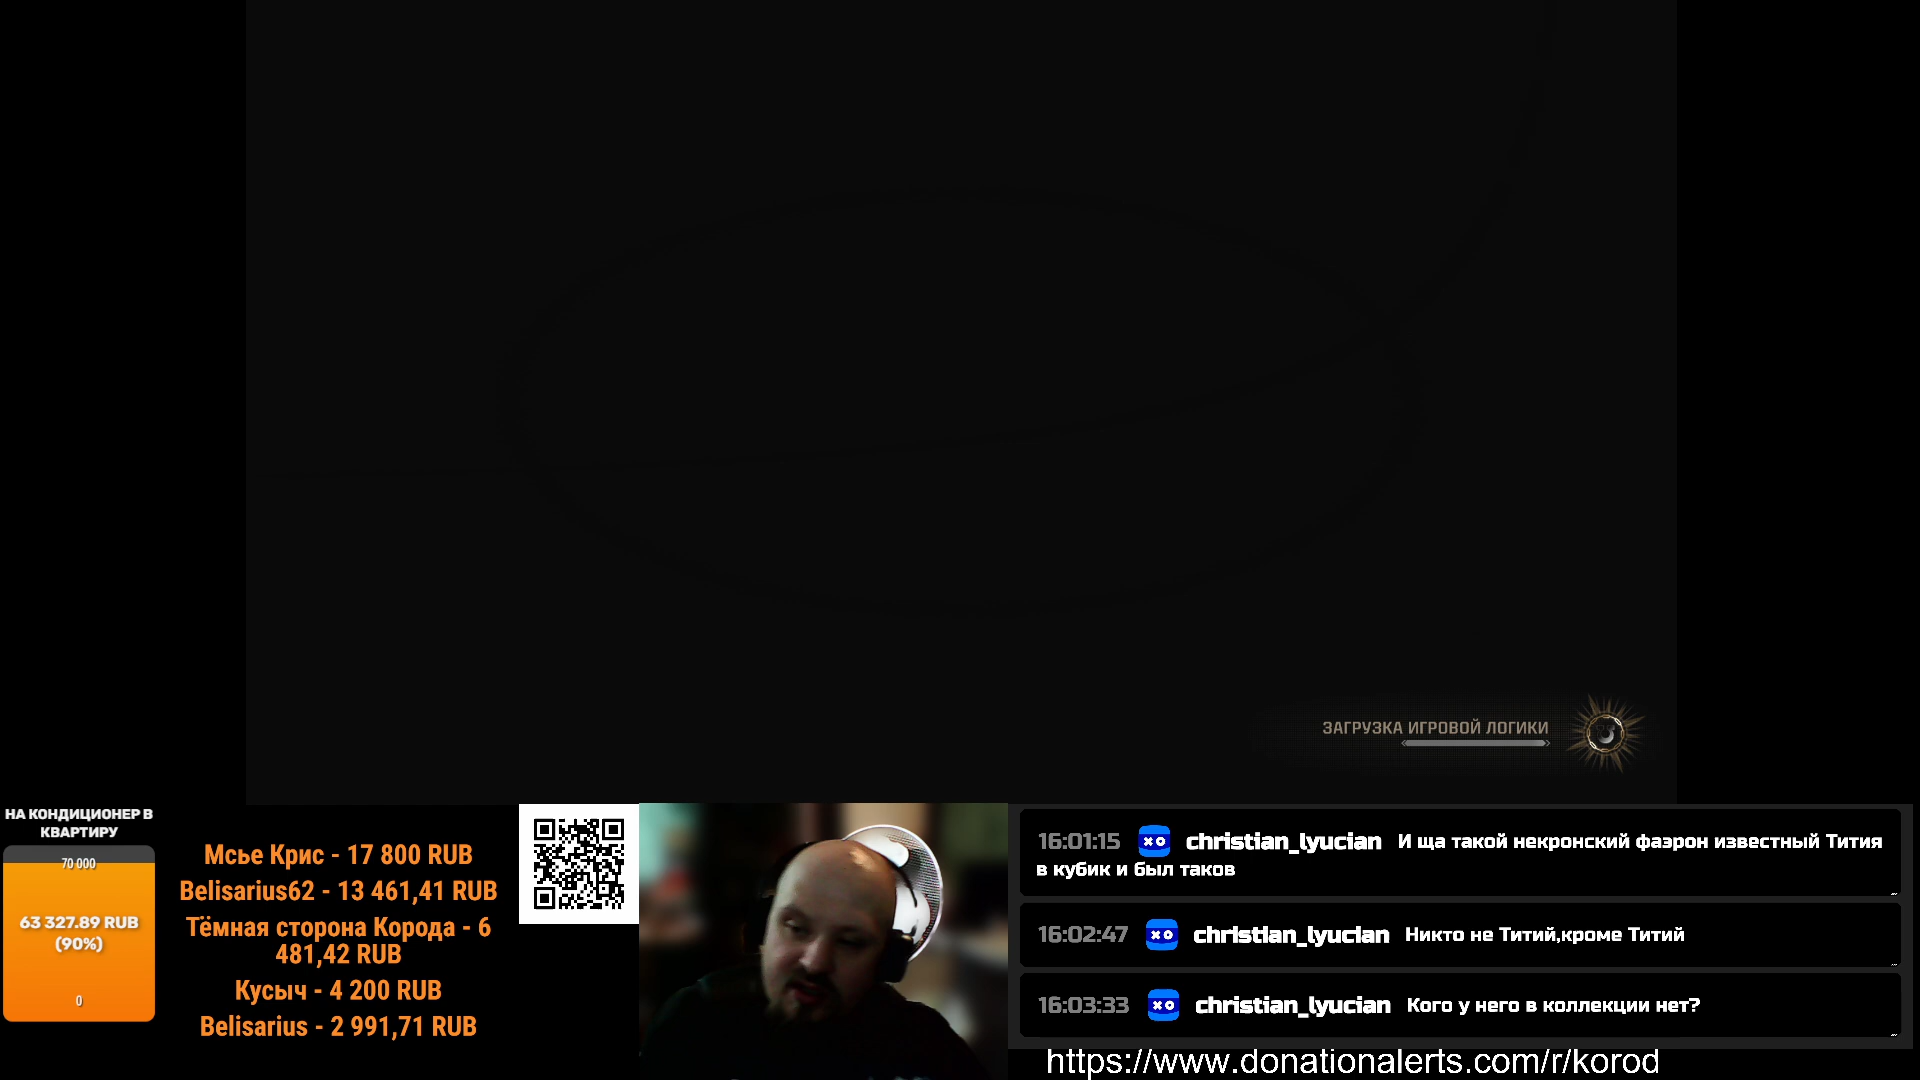 ЗАГРУЗКА ИГРОВОЙ ЛОГИКИ
НА КОНДИЦИОНЕР В
КВАРТИРУ
70 000
63 327.89 RUB
(90%)
0
Мсье Крис - 17 800 RUB
Belisarius62 - 13 461,41 RUB
Тёмная сторона Корода - 6
481,42 RUB
Кусыч - 4 200 RUB
Belisarius - 2 991,71 RUB
16:01:15 christian_lyucian И ща такой некронский фаэрон известный Тития
в кубик и был таков
16:02:47 christian_lyucian Никто не Титий,кроме Титий
16:03:33 christian_lyucian Кого у него в коллекции нет?
https://www.donationalerts.com/r/korod